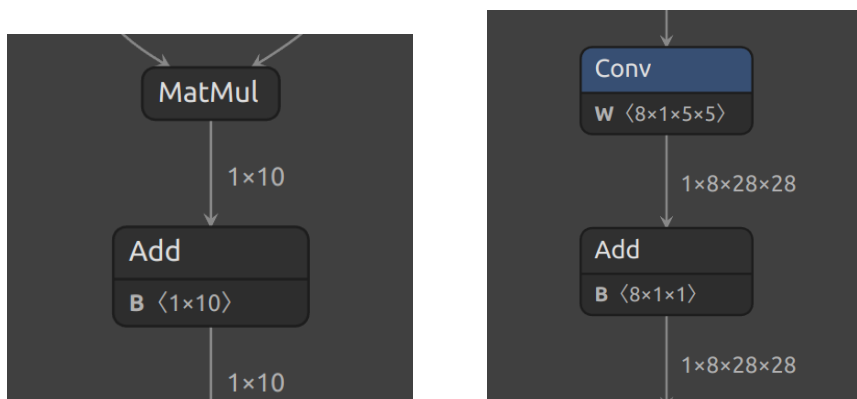 MatMul
1×10
Add
B 〈1×10〉
1×10
Conv
W 〈8×1×5×5〉
1×8×28×28
Add
B 〈8×1×1〉
1×8×28×28